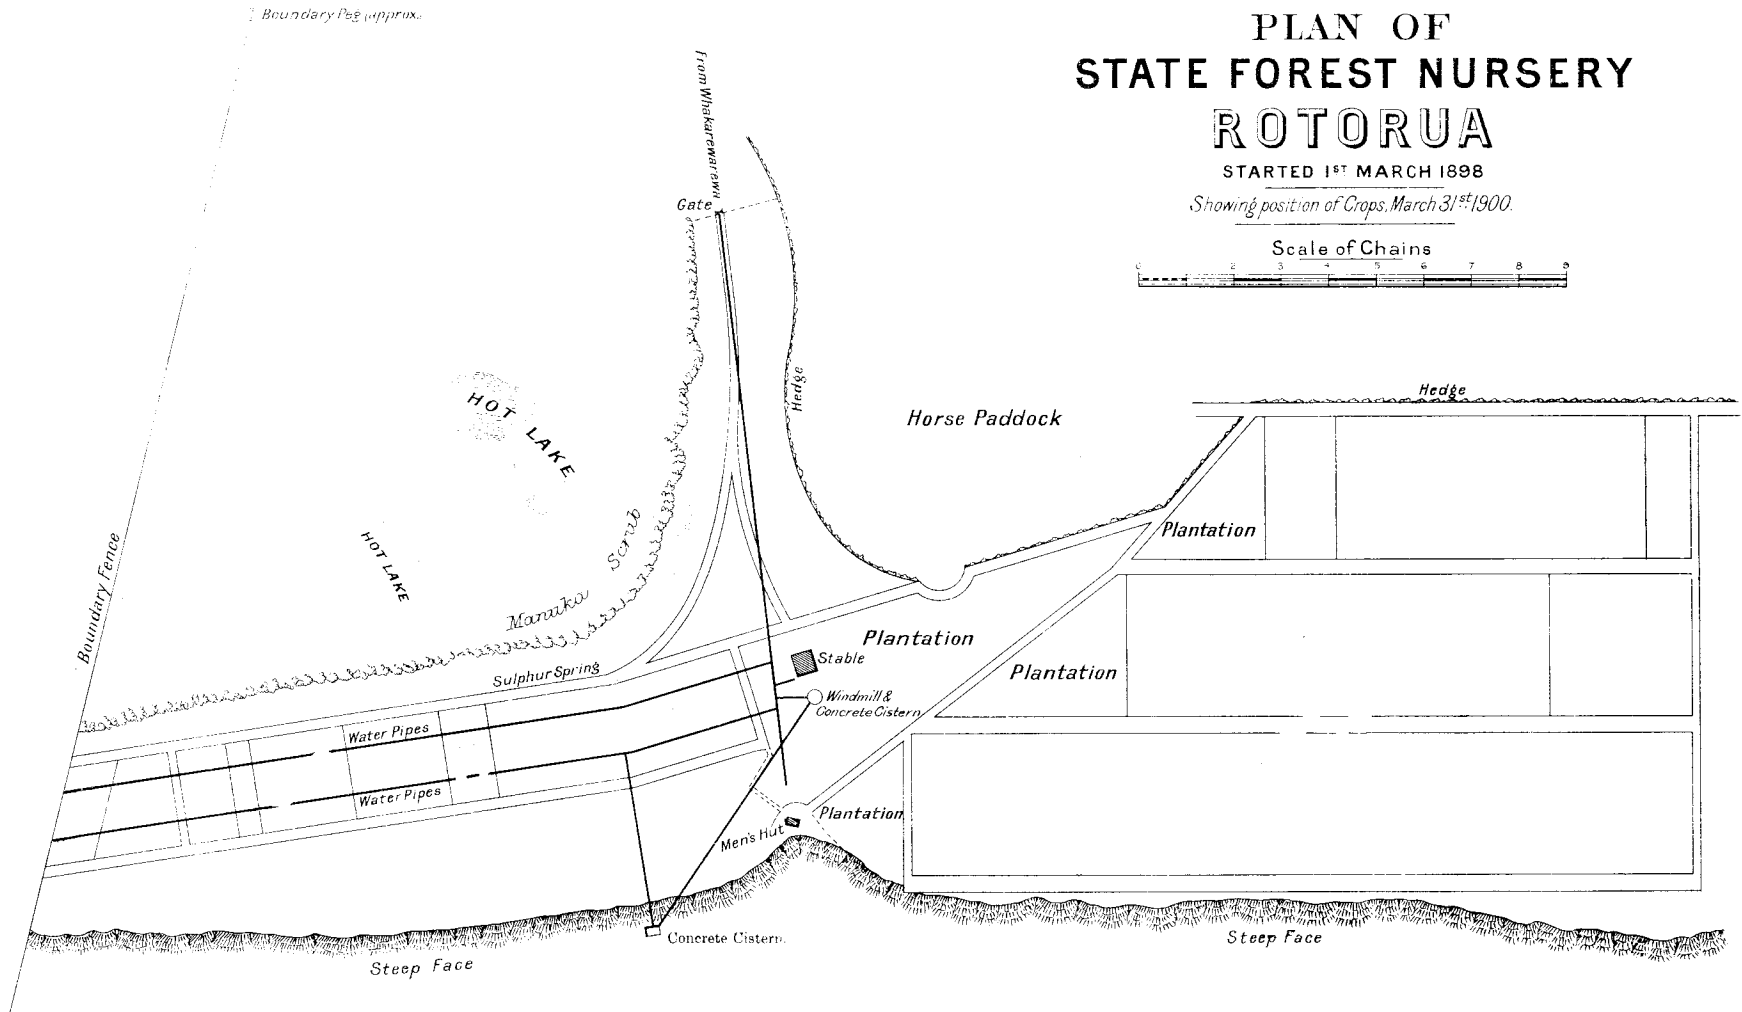 Boundary Peg (approx.
PLAN OF
STATE FOREST NURSERY
ROTORUA
STARTED 1ST MARCH 1898
Showing position of Crops, March 31st 1900.
Scale of Chains
0 2 3 4 5 6 7 8 9
From Whakarewarewa
Gate
Hedge
Hedge
Horse Paddock
HOT LAKE
HOT LAKE
Boundary Fence
Manuka Scrub
Plantation
Plantation
Plantation
Sulphur Spring
Stable
Windmill &
Concrete Cistern
Water Pipes
Water Pipes
Plantation
Men's Hut
Concrete Cistern.
Steep Face
Steep Face